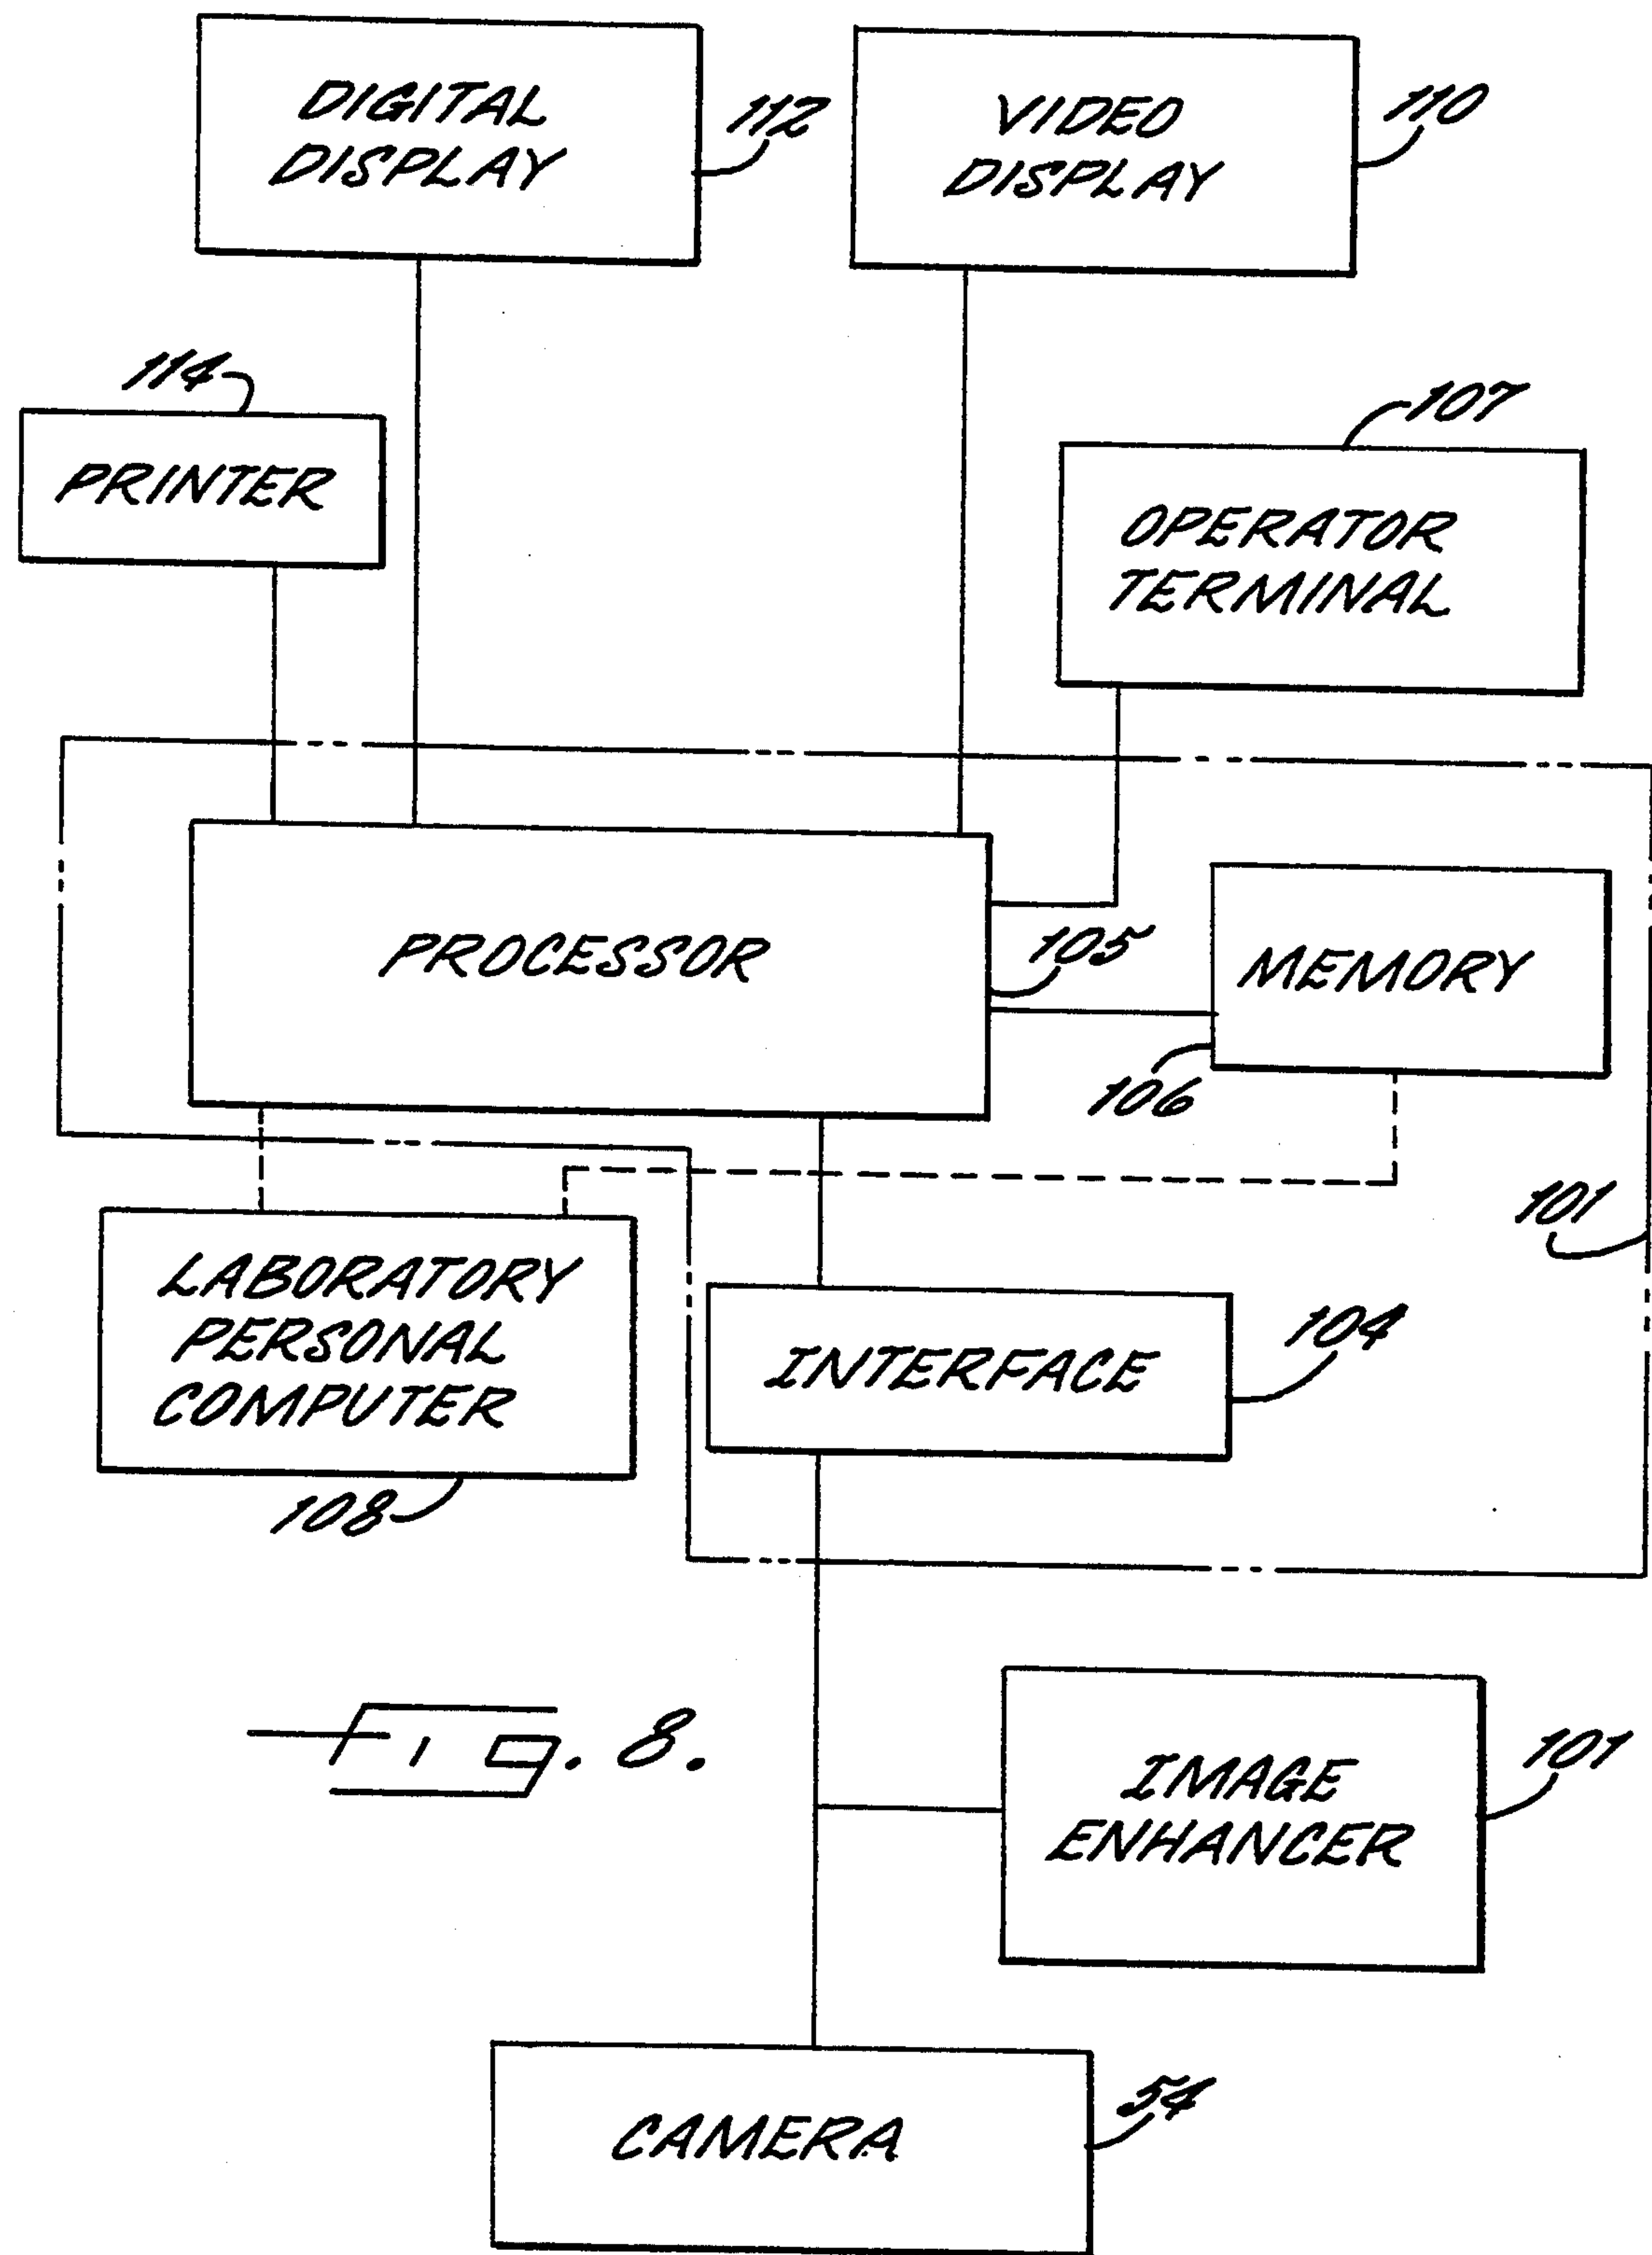 DIGITAL
DISPLAY
112
VIDEO
DISPLAY
110
114
PRINTER
107
OPERATOR
TERMINAL
PROCESSOR
105
MEMORY
106
101
LABORATORY
PERSONAL
COMPUTER
108
INTERFACE
104
Fig. 8.
IMAGE
ENHANCER
101
CAMERA
54